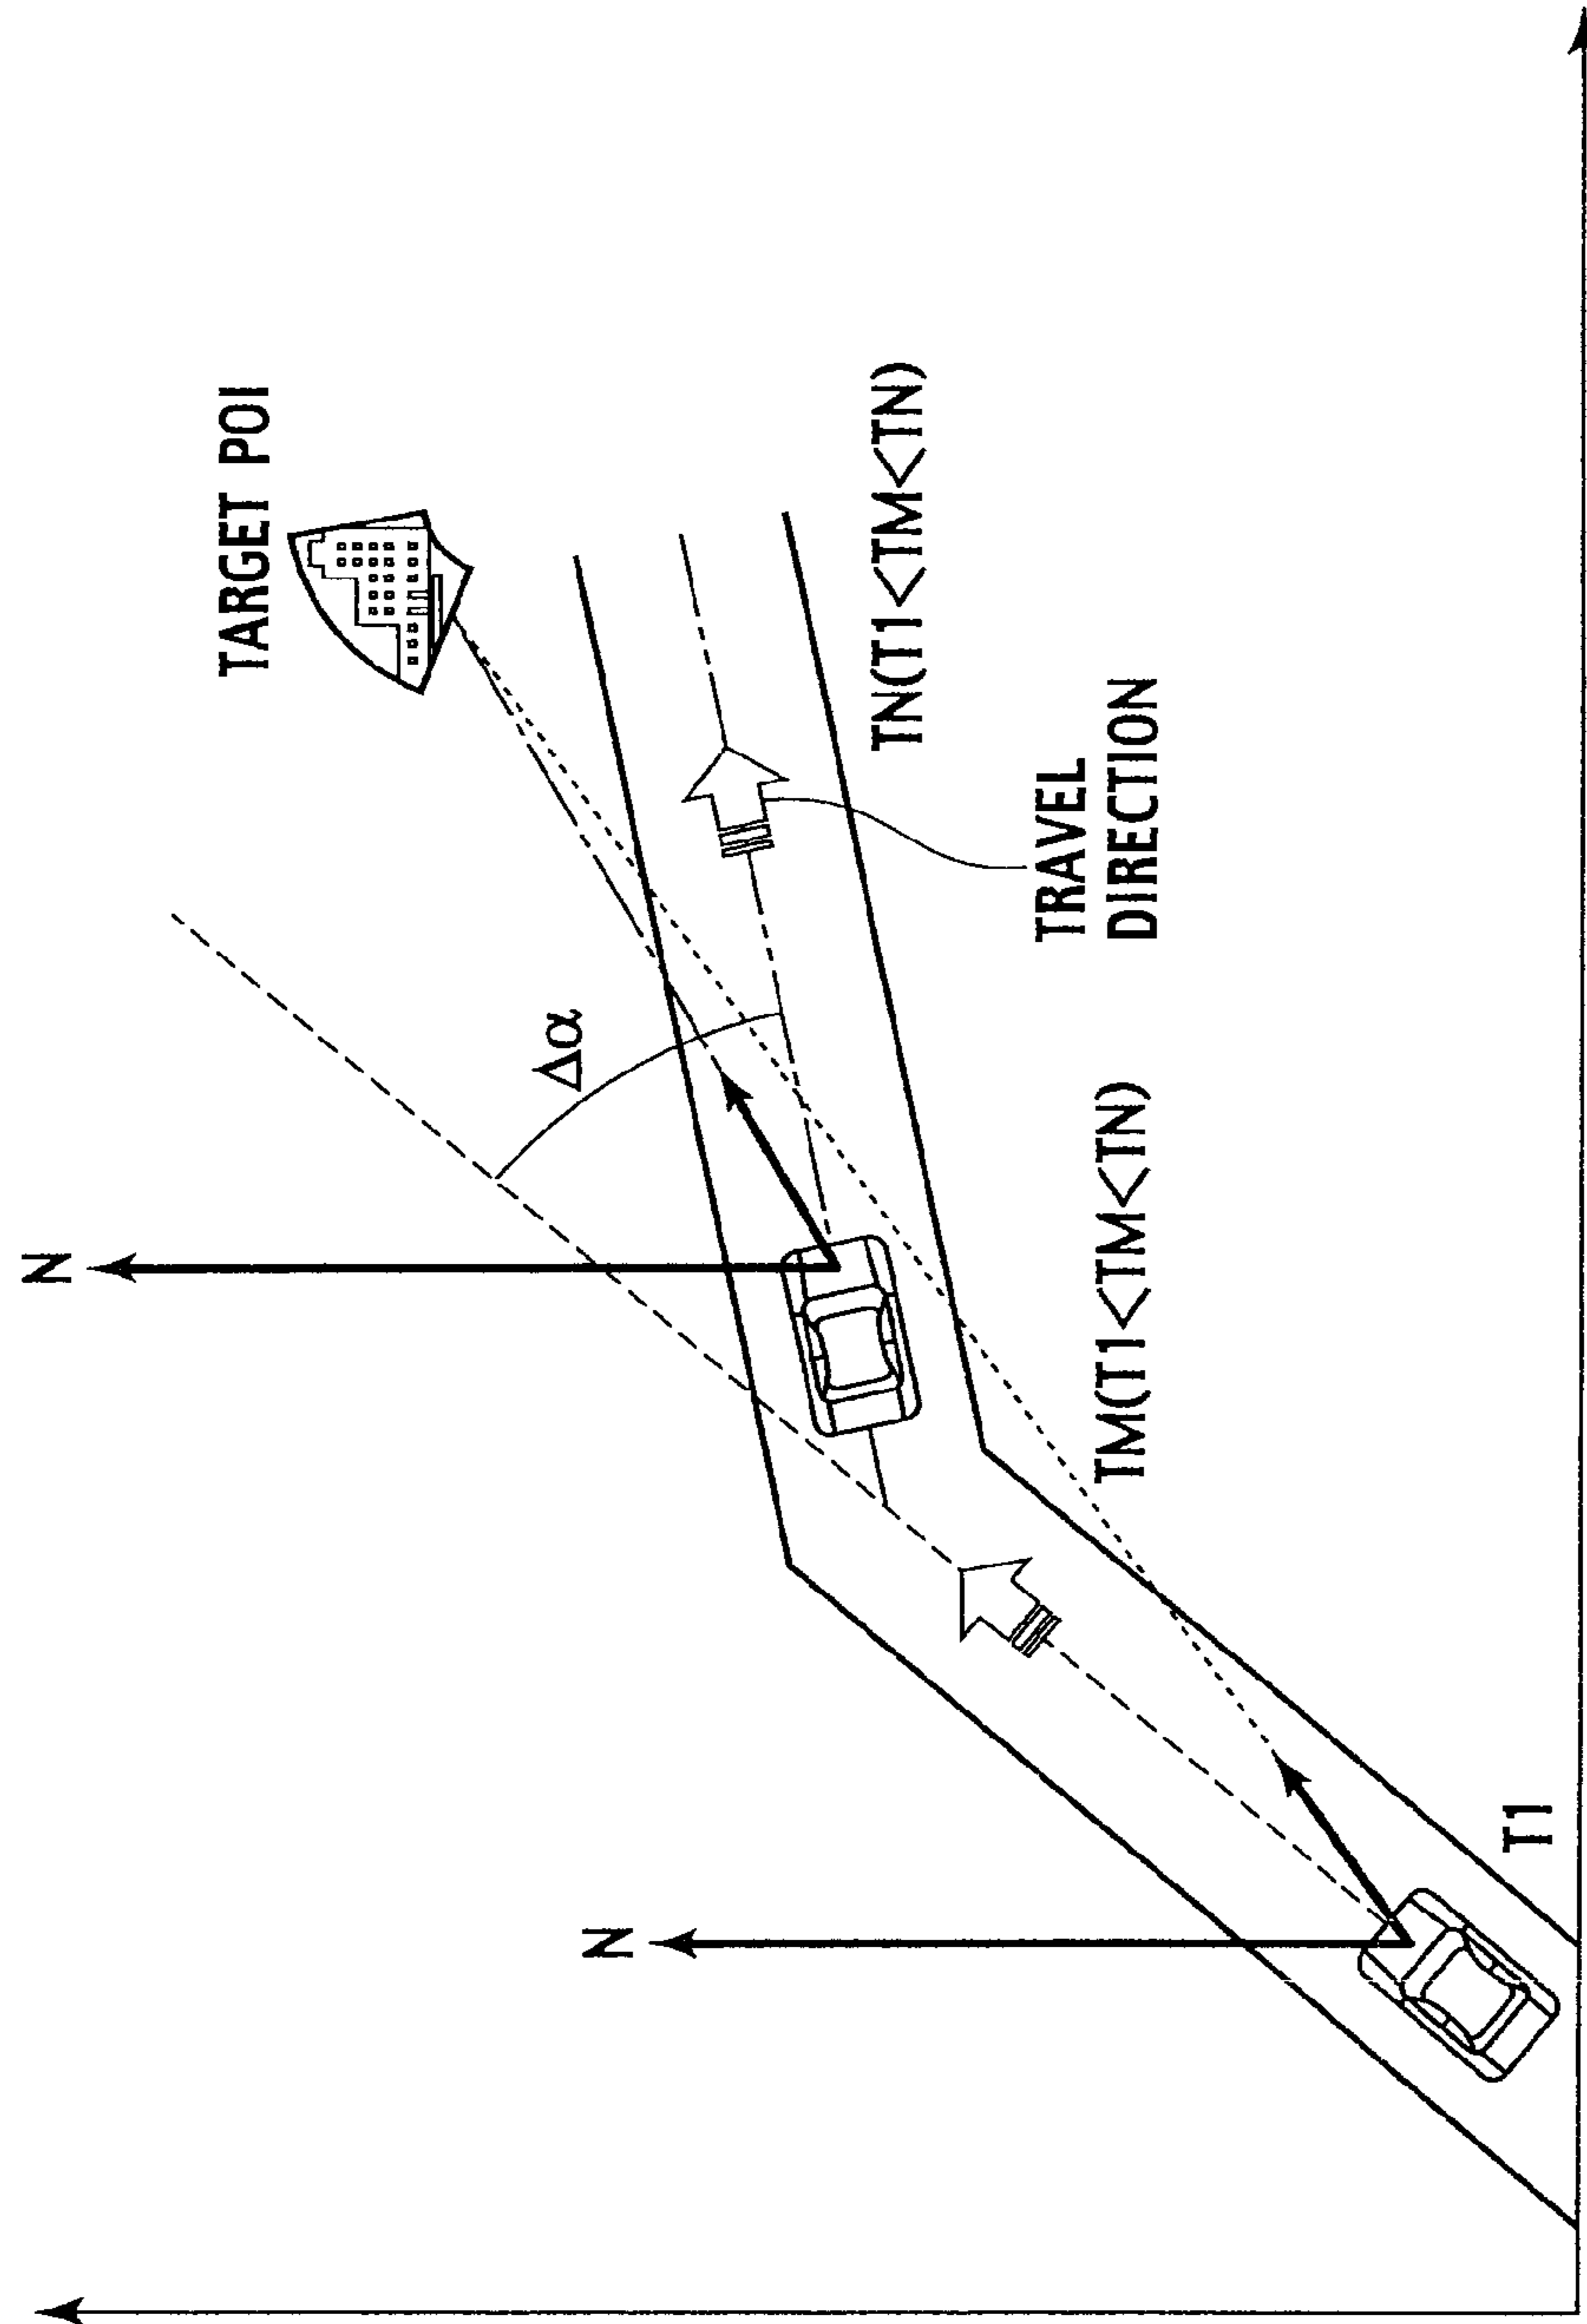 N
TARGET POI
Δα
N
TN(T1<TM<TN)
TRAVEL
DIRECTION
TM(T1<TM<TN)
T1